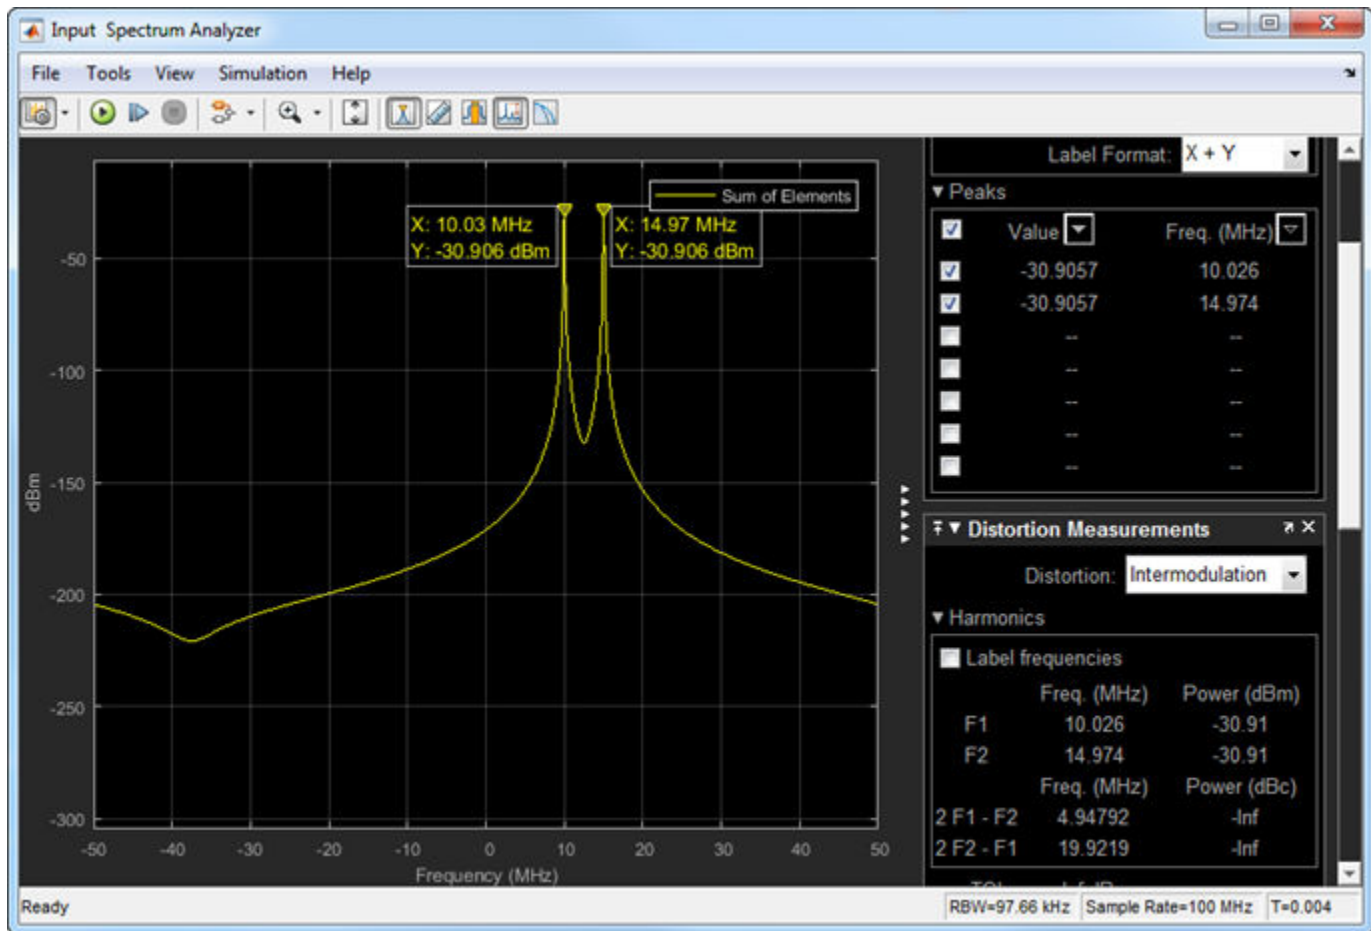 Input Spectrum Analyzer
File Tools View Simulation Help
Sum of Elements
X: 10.03 MHz
Y: -30.906 dBm
X: 14.97 MHz
Y: -30.906 dBm
-50
-100
-150
-200
-250
-300
dBm
-50 -40 -30 -20 -10 0 10 20 30 40 50
Frequency (MHz)
Label Format: X + Y
Peaks
Value Freq. (MHz)
-30.9057 10.026
-30.9057 14.974
-- --
-- --
-- --
-- --
-- --
Distortion Measurements
Distortion: Intermodulation
Harmonics
Label frequencies
Freq. (MHz) Power (dBm)
F1 10.026 -30.91
F2 14.974 -30.91
Freq. (MHz) Power (dBc)
2 F1 - F2 4.94792 -Inf
2 F2 - F1 19.9219 -Inf
Ready
RBW=97.66 kHz Sample Rate=100 MHz T=0.004